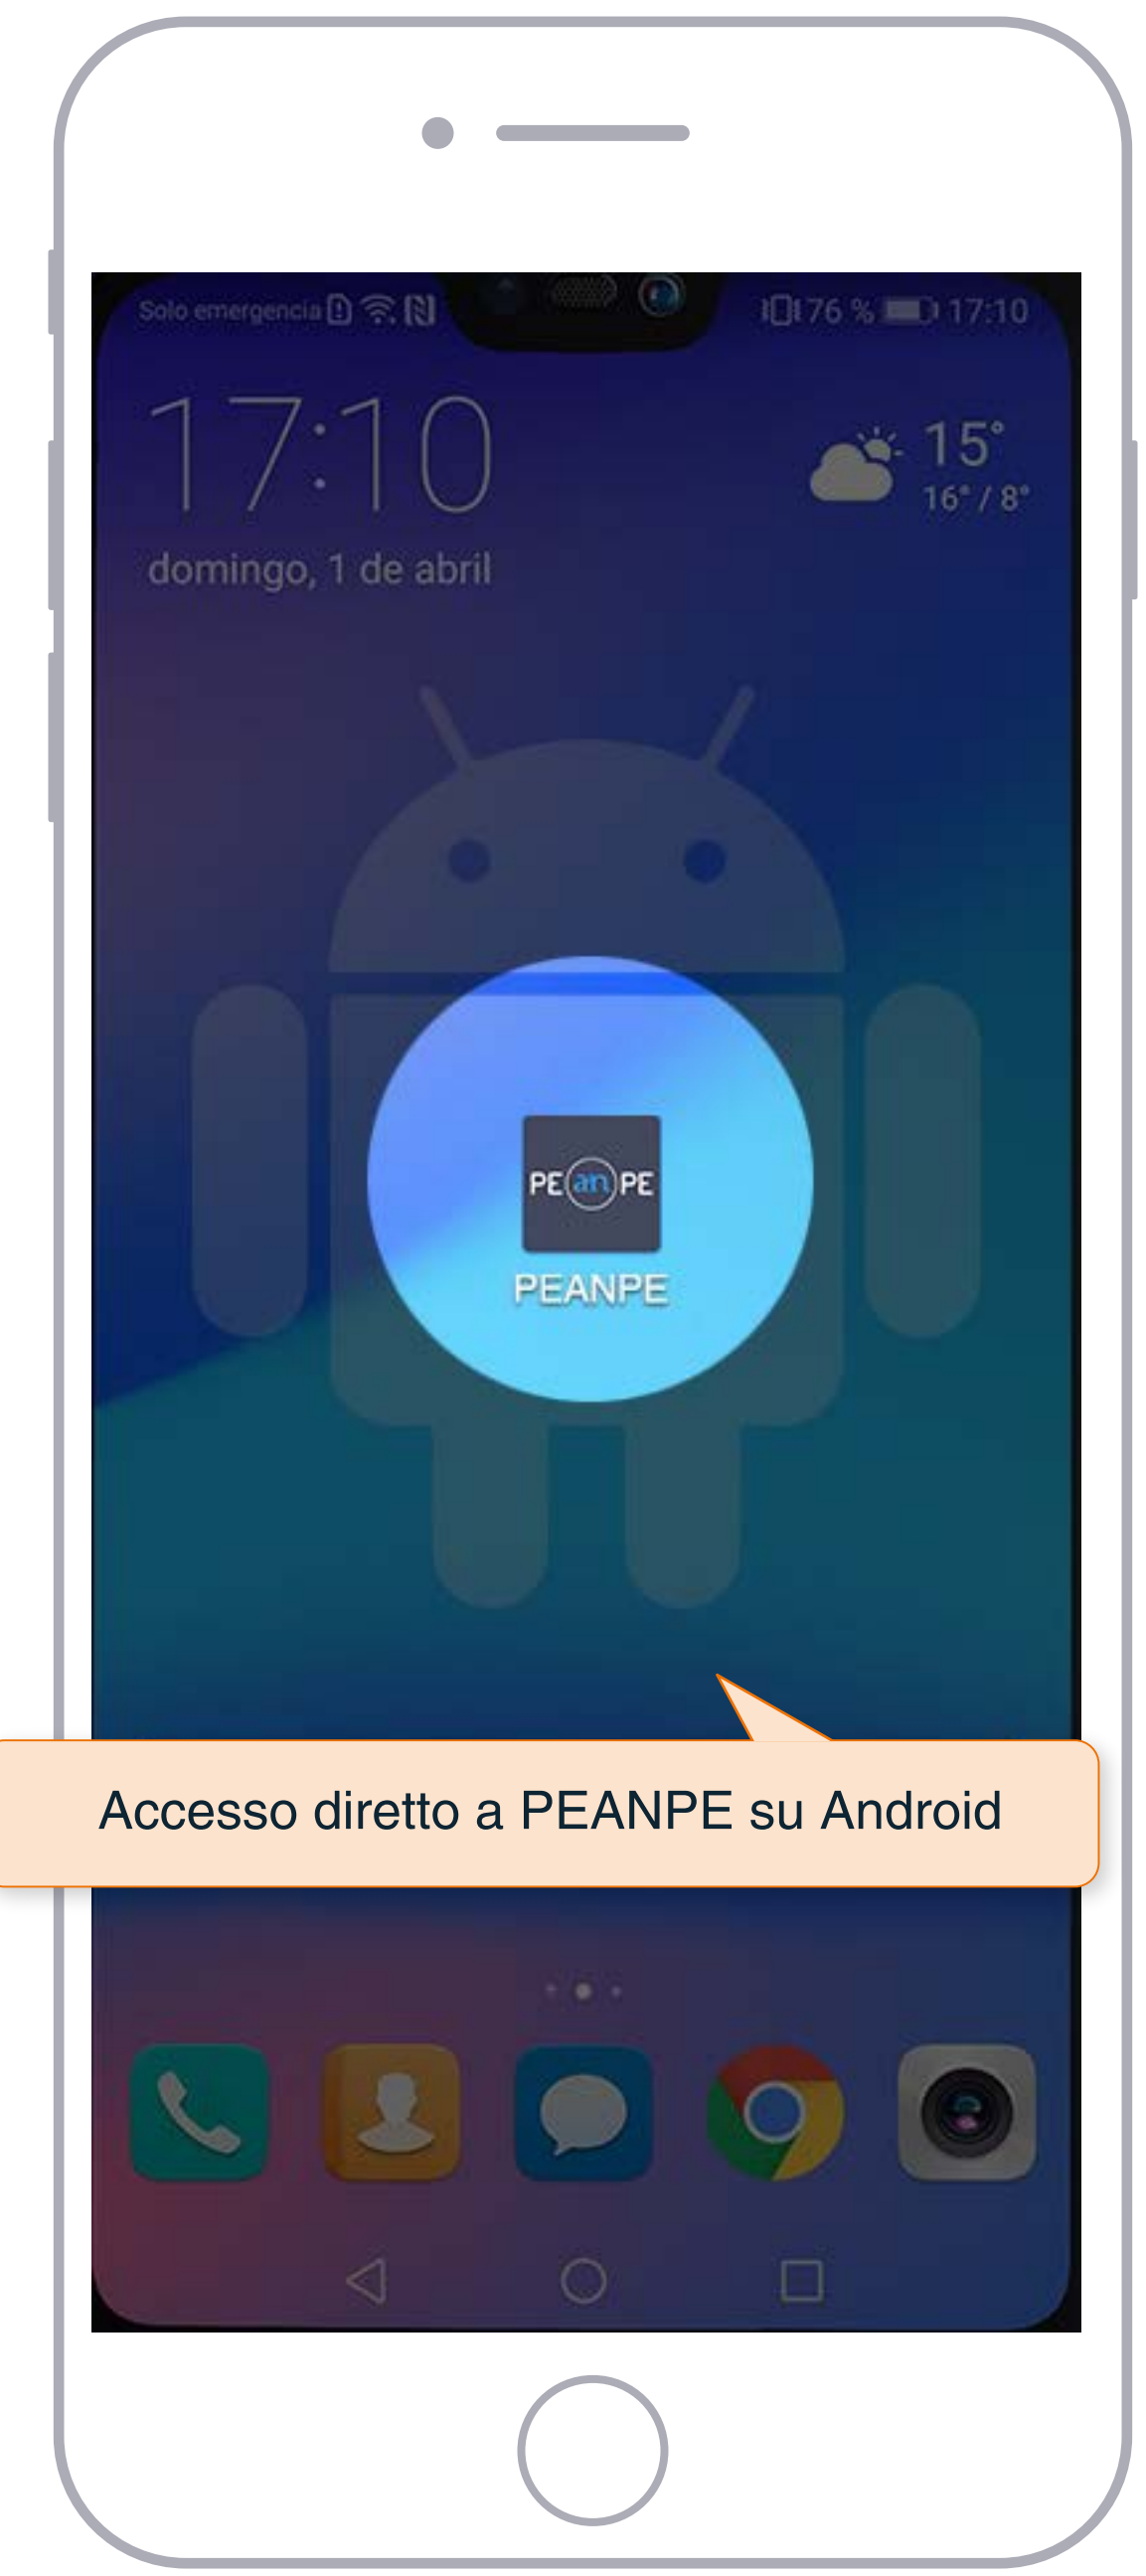 Solo emergencia 76 % 17:10
17:10
15°
16° / 8°
domingo, 1 de abril
PE an PE
PEANPE
Accesso diretto a PEANPE su Android